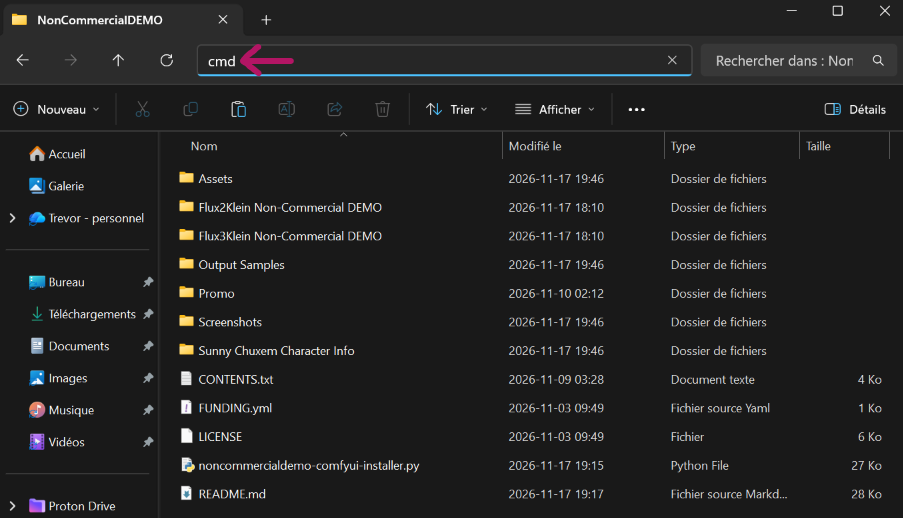 NonCommercialDEMO
cmd
Rechercher dans : Non
Nouveau
Trier
Afficher
Détails
Accueil
Galerie
Trevor - personnel
Bureau
Téléchargements
Documents
Images
Musique
Vidéos
Proton Drive
Nom Modifié le Type Taille
Assets 2026-11-17 19:46 Dossier de fichiers
Flux2Klein Non-Commercial DEMO 2026-11-17 18:10 Dossier de fichiers
Flux3Klein Non-Commercial DEMO 2026-11-17 18:10 Dossier de fichiers
Output Samples 2026-11-17 19:46 Dossier de fichiers
Promo 2026-11-10 02:12 Dossier de fichiers
Screenshots 2026-11-17 19:46 Dossier de fichiers
Sunny Chuxem Character Info 2026-11-17 19:46 Dossier de fichiers
CONTENTS.txt 2026-11-09 03:28 Document texte 4 Ko
FUNDING.yml 2026-11-03 09:49 Fichier source Yaml 1 Ko
LICENSE 2026-11-03 09:49 Fichier 6 Ko
noncommercialdemo-comfyui-installer.py 2026-11-17 19:15 Python File 27 Ko
README.md 2026-11-17 19:17 Fichier source Markd... 28 Ko